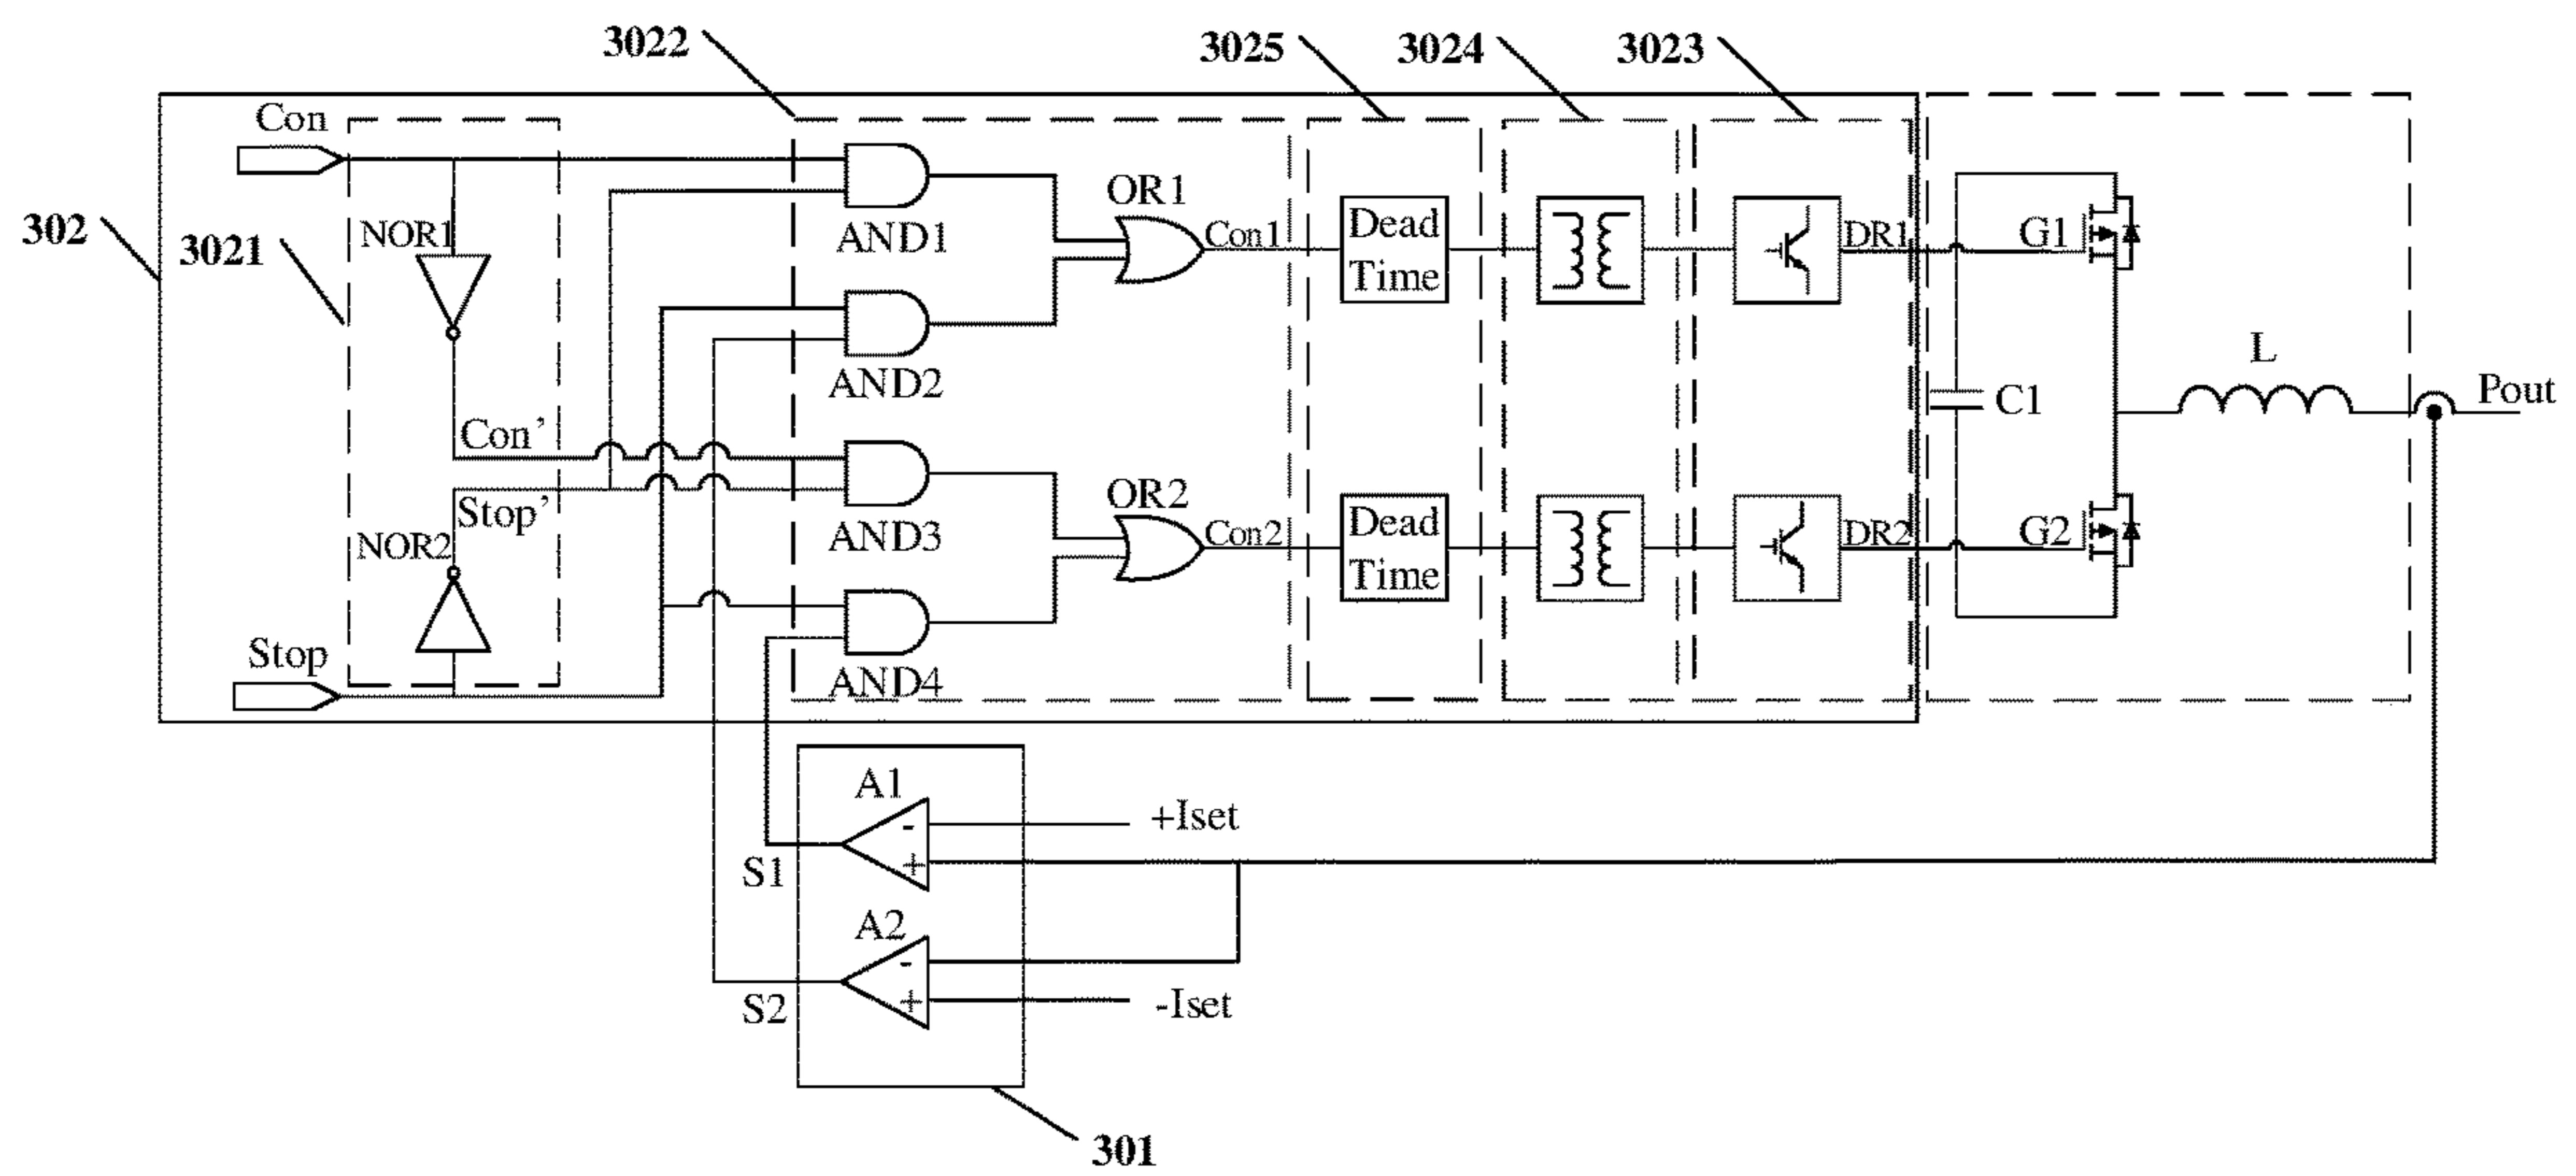 3022
3025
3024
3023
Con
302
3021
NOR1
AND1
OR1
Con1
Dead
Time
DR1
G1
AND2
L
Pout
C1
Con’
Stop’
NOR2
AND3
OR2
Con2
Dead
Time
DR2
G2
Stop
AND4
A1
-
+
+Iset
S1
A2
-
+
-Iset
S2
301